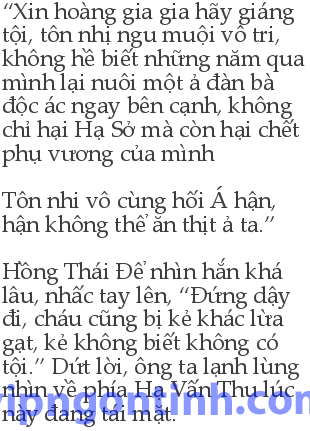 “Xin hoàng gia gia hãy giáng
tội, tôn nhị ngu muội vô tri,
không hề biết những năm qua
mình lại nuôi một ả đàn bà
độc ác ngay bên cạnh, không
chỉ hại Hạ Sở mà còn hại chết
phụ vương của mình
Tôn nhi vô cùng hối Á hận,
hận không thể ăn thịt ả ta.”
Hồng Thái Để nhìn hắn khá
lâu, nhấc tay lên, “Đứng dậy
đi, cháu cũng bị kẻ khác lừa
gạt, kẻ không biết không có
tội.” Dứt lời, ông ta lạnh lùng
nhìn về phía Hạ Vấn Thu lúc
này đang tái mặt.
vipngontinh.com